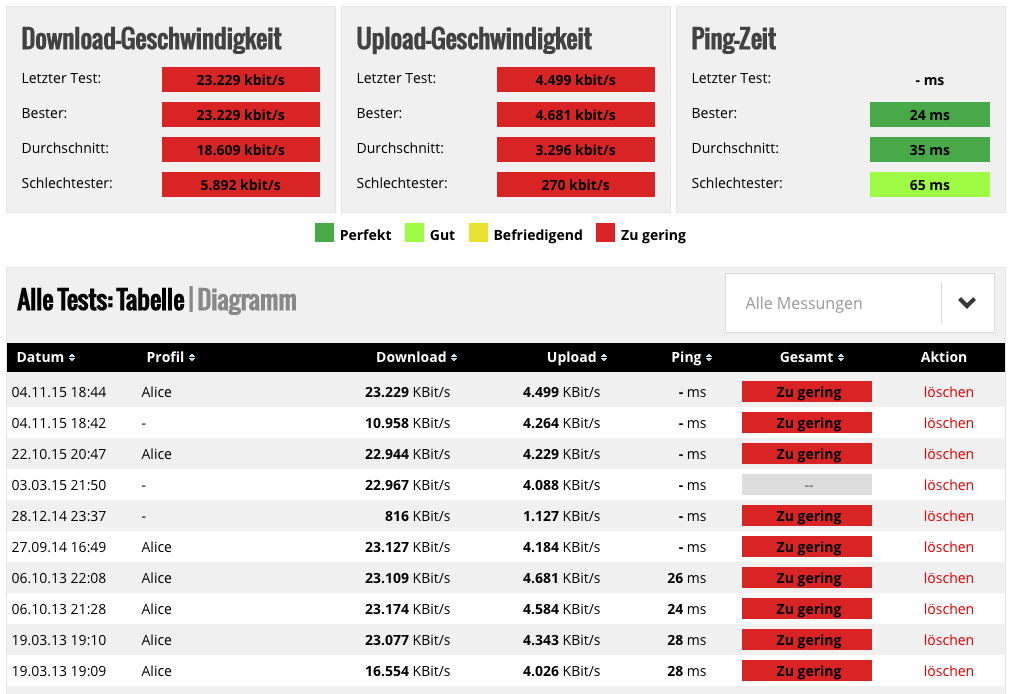 Download-Geschwindigkeit
Letzter Test: 23.229 kbit/s
Bester: 23.229 kbit/s
Durchschnitt: 18.609 kbit/s
Schlechtester: 5.892 kbit/s
Upload-Geschwindigkeit
Letzter Test: 4.499 kbit/s
Bester: 4.681 kbit/s
Durchschnitt: 3.296 kbit/s
Schlechtester: 270 kbit/s
Ping-Zeit
Letzter Test: - ms
Bester: 24 ms
Durchschnitt: 35 ms
Schlechtester: 65 ms
Perfekt Gut Befriedigend Zu gering
Alle Tests: Tabelle | Diagramm
Alle Messungen
Datum Profil Download Upload Ping Gesamt Aktion
04.11.15 18:44 Alice 23.229 KBit/s 4.499 KBit/s - ms Zu gering löschen
04.11.15 18:42 - 10.958 KBit/s 4.264 KBit/s - ms Zu gering löschen
22.10.15 20:47 Alice 22.944 KBit/s 4.229 KBit/s - ms Zu gering löschen
03.03.15 21:50 - 22.967 KBit/s 4.088 KBit/s - ms -- löschen
28.12.14 23:37 - 816 KBit/s 1.127 KBit/s - ms Zu gering löschen
27.09.14 16:49 Alice 23.127 KBit/s 4.184 KBit/s - ms Zu gering löschen
06.10.13 22:08 Alice 23.109 KBit/s 4.681 KBit/s 26 ms Zu gering löschen
06.10.13 21:28 Alice 23.174 KBit/s 4.584 KBit/s 24 ms Zu gering löschen
19.03.13 19:10 Alice 23.077 KBit/s 4.343 KBit/s 28 ms Zu gering löschen
19.03.13 19:09 Alice 16.554 KBit/s 4.026 KBit/s 28 ms Zu gering löschen